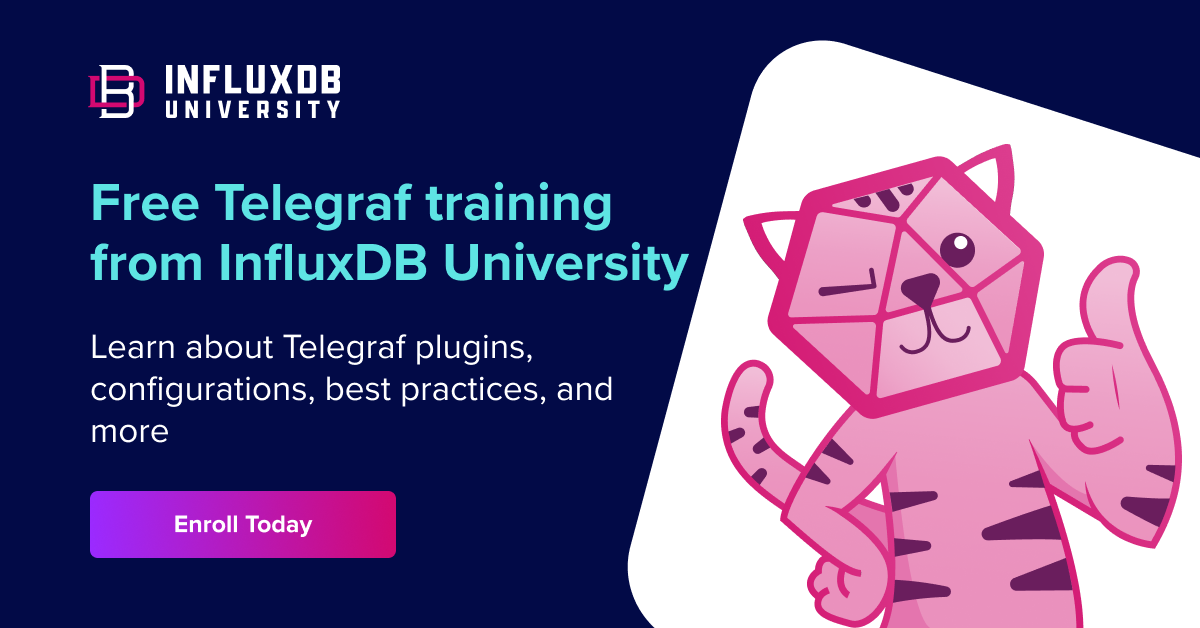 INFLUXDB
UNIVERSITY
Free Telegraf training
from InfluxDB University
Learn about Telegraf plugins,
configurations, best practices, and
more
Enroll Today